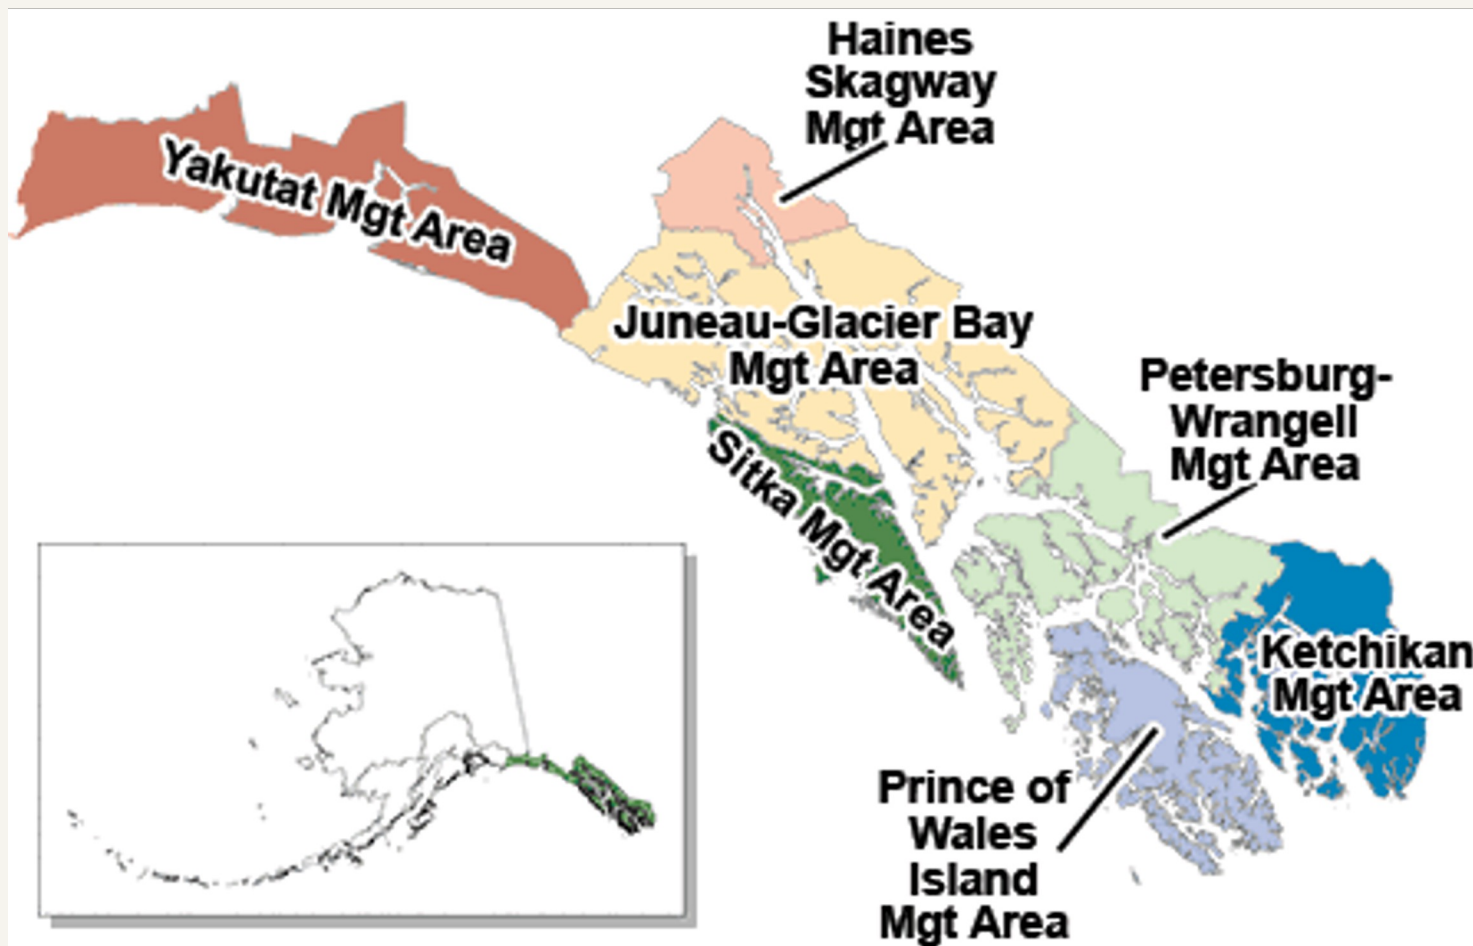 Haines
Skagway
Mgt Area
Yakutat Mgt Area
Juneau-Glacier Bay
Mgt Area
Petersburg-
Wrangell
Mgt Area
Sitka Mgt Area
Ketchikan
Mgt Area
Prince of
Wales
Island
Mgt Area